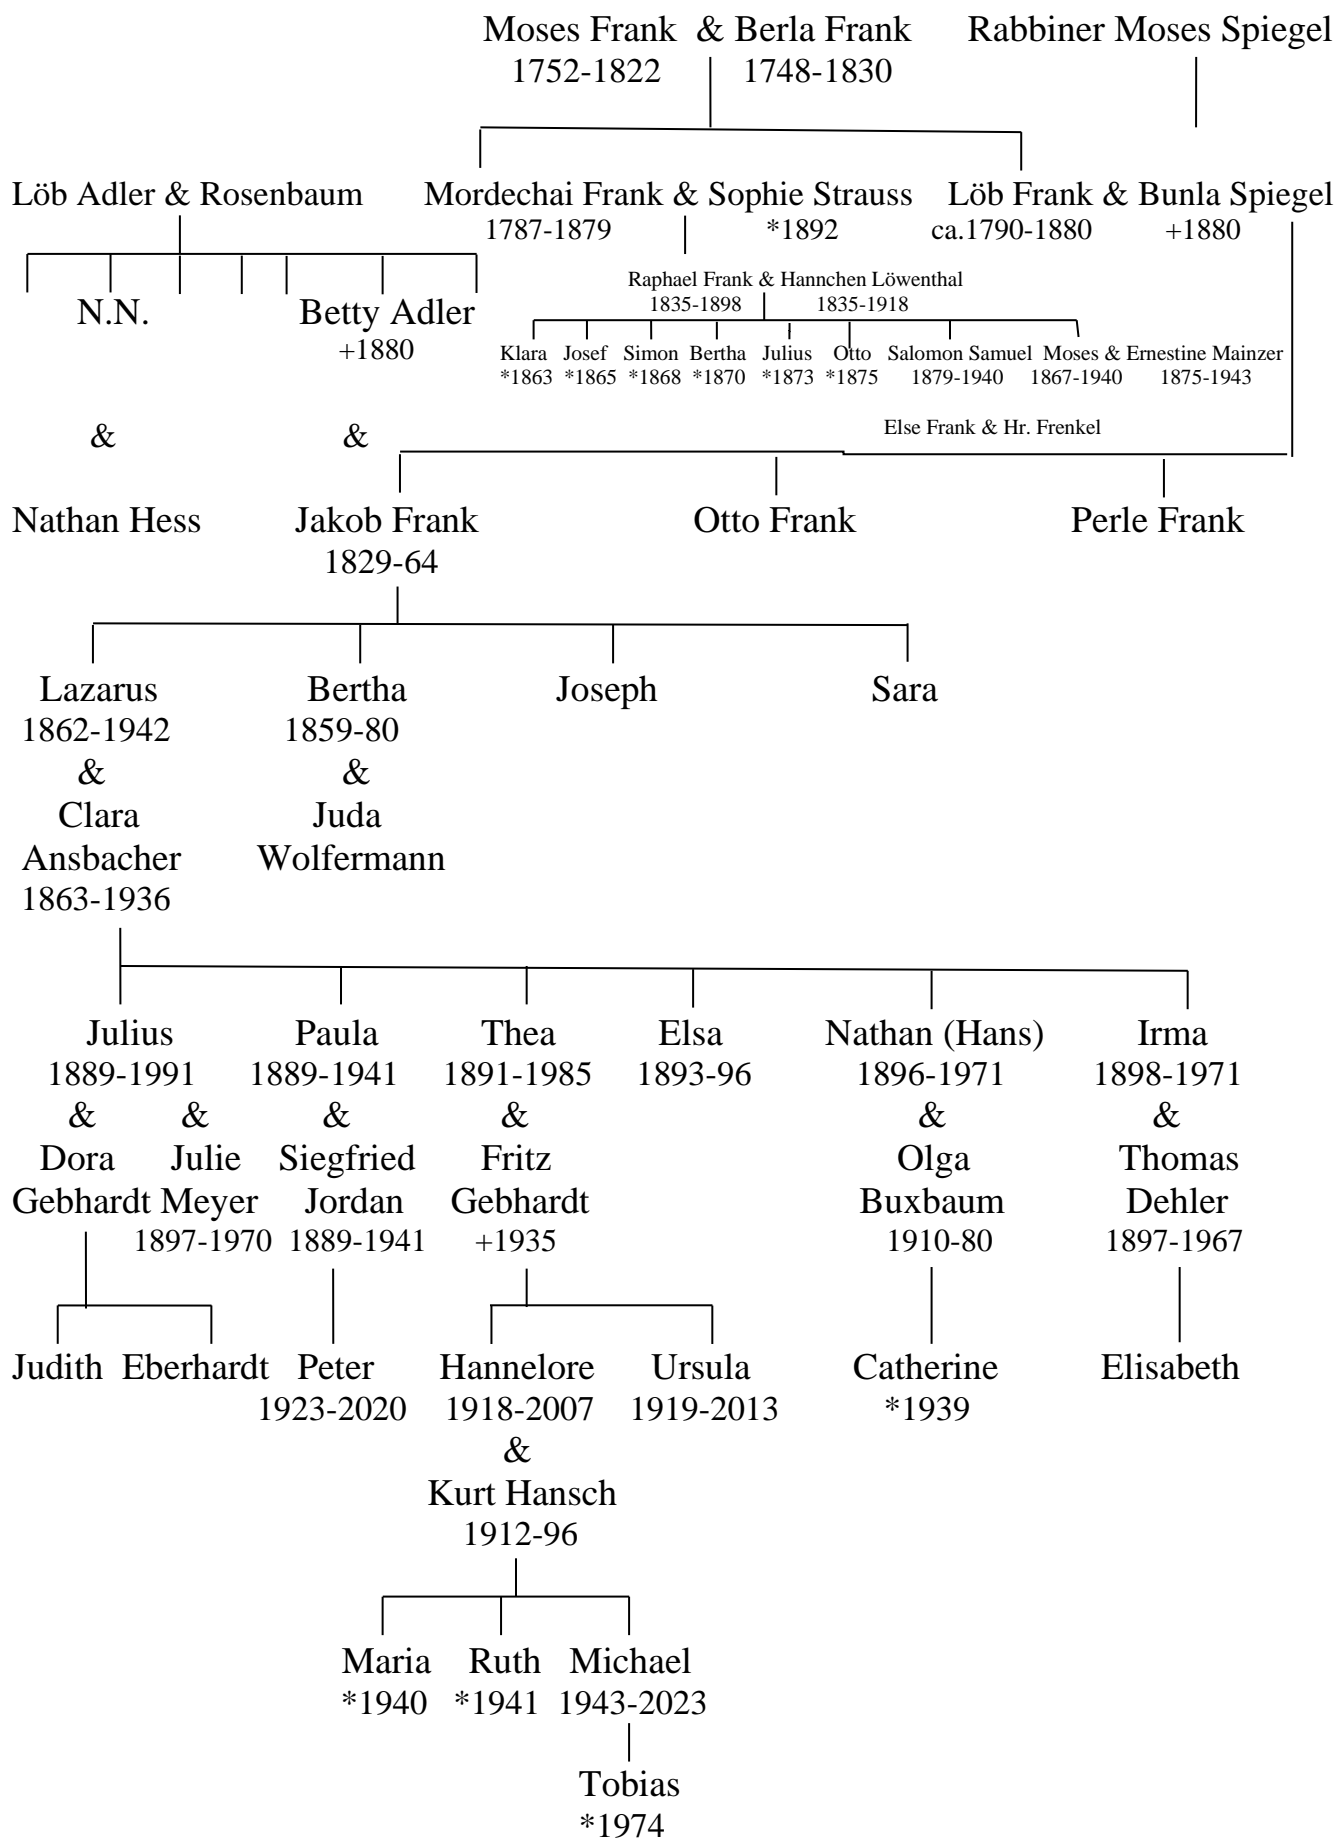 Moses Frank & Berla Frank Rabbiner Moses Spiegel
1752-1822 1748-1830
Löb Adler & Rosenbaum Mordechai Frank & Sophie Strauss Löb Frank & Bunla Spiegel
1787-1879 *1892 ca.1790-1880 +1880
Raphael Frank & Hannchen Löwenthal
1835-1898 1835-1918
N.N. Betty Adler
+1880
Klara Josef Simon Bertha Julius Otto Salomon Samuel Moses & Ernestine Mainzer
*1863 *1865 *1868 *1870 *1873 *1875 1879-1940 1867-1940 1875-1943
Else Frank & Hr. Frenkel
& &
Nathan Hess Jakob Frank Otto Frank Perle Frank
1829-64
Lazarus Bertha Joseph Sara
1862-1942 1859-80
& &
Clara Juda
Ansbacher Wolfermann
1863-1936
Julius Paula Thea Elsa Nathan (Hans) Irma
1889-1991 1889-1941 1891-1985 1893-96 1896-1971 1898-1971
& & & & & &
Dora Julie Siegfried Fritz Olga Thomas
Gebhardt Meyer Jordan Gebhardt Buxbaum Dehler
1897-1970 1889-1941 +1935 1910-80 1897-1967
Judith Eberhardt Peter Hannelore Ursula Catherine Elisabeth
1923-2020 1918-2007 1919-2013 *1939
&
Kurt Hansch
1912-96
Maria Ruth Michael
*1940 *1941 1943-2023
Tobias
*1974